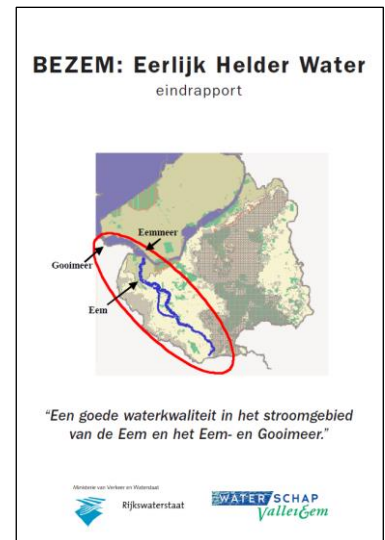 BEZEM: Eerlijk Helder Water
eindrapport
Eemmeer
Gooimeer
Eem
"Een goede waterkwaliteit in het stroomgebied
van de Eem en het Eem- en Gooimeer."
Ministerie van Verkeer en Waterstaat
Rijkswaterstaat
WATERSCHAP
Vallei & Eem